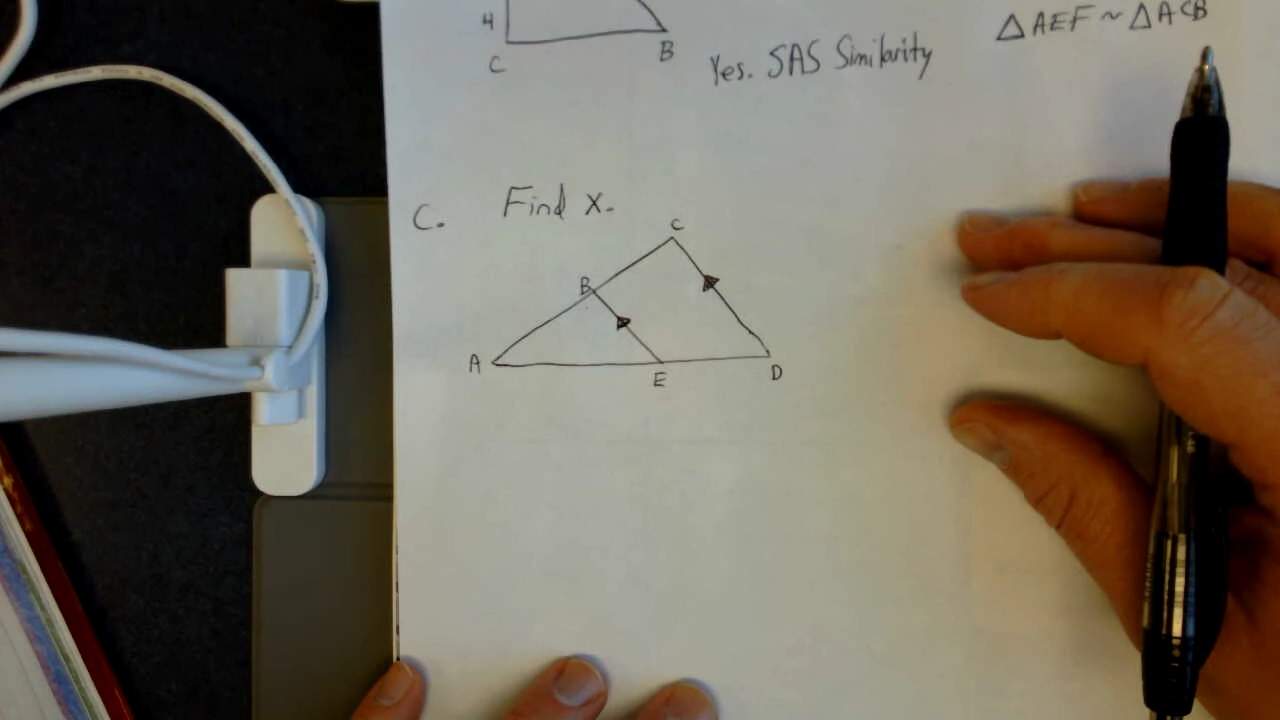 4
C
B
Yes. SAS Similarity
△AEF ~ △ACB
C. Find x.
C
B
A
E
D